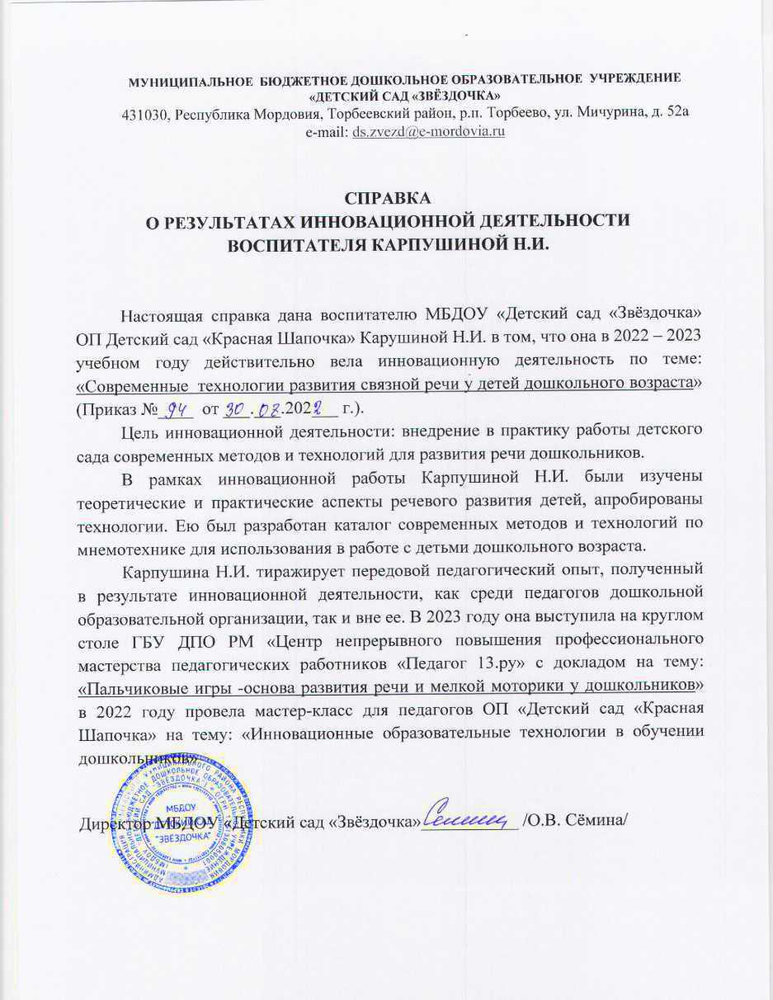 МУНИЦИПАЛЬНОЕ БЮДЖЕТНОЕ ДОШКОЛЬНОЕ ОБРАЗОВАТЕЛЬНОЕ УЧРЕЖДЕНИЕ
«ДЕТСКИЙ САД «ЗВЁЗДОЧКА»
431030, Республика Мордовия, Торбеевский район, р.п. Торбеево, ул. Мичурина, д. 52а
e-mail: ds.zvezd@e-mordovia.ru
СПРАВКА
О РЕЗУЛЬТАТАХ ИННОВАЦИОННОЙ ДЕЯТЕЛЬНОСТИ
ВОСПИТАТЕЛЯ КАРПУШИНОЙ Н.И.
Настоящая справка дана воспитателю МБДОУ «Детский сад «Звёздочка»
ОП Детский сад «Красная Шапочка» Карушиной Н.И. в том, что она в 2022 – 2023
учебном году действительно вела инновационную деятельность по теме:
«Современные технологии развития связной речи у детей дошкольного возраста»
(Приказ № 94 от 30.08.2022 г.).
Цель инновационной деятельности: внедрение в практику работы детского
сада современных методов и технологий для развития речи дошкольников.
В рамках инновационной работы Карпушиной Н.И. были изучены
теоретические и практические аспекты речевого развития детей, апробированы
технологии. Ею был разработан каталог современных методов и технологий по
мнемотехнике для использования в работе с детьми дошкольного возраста.
Карпушина Н.И. тиражирует передовой педагогический опыт, полученный
в результате инновационной деятельности, как среди педагогов дошкольной
образовательной организации, так и вне ее. В 2023 году она выступила на круглом
столе ГБУ ДПО РМ «Центр непрерывного повышения профессионального
мастерства педагогических работников «Педагог 13.ру» с докладом на тему:
«Пальчиковые игры -основа развития речи и мелкой моторики у дошкольников»
в 2022 году провела мастер-класс для педагогов ОП «Детский сад «Красная
Шапочка» на тему: «Инновационные образовательные технологии в обучении
дошкольников»
Директор МБДОУ «Детский сад «Звёздочка» /О.В. Сёмина/
МБДОУ
"ДЕТСКИЙ САД
"ЗВЁЗДОЧКА"